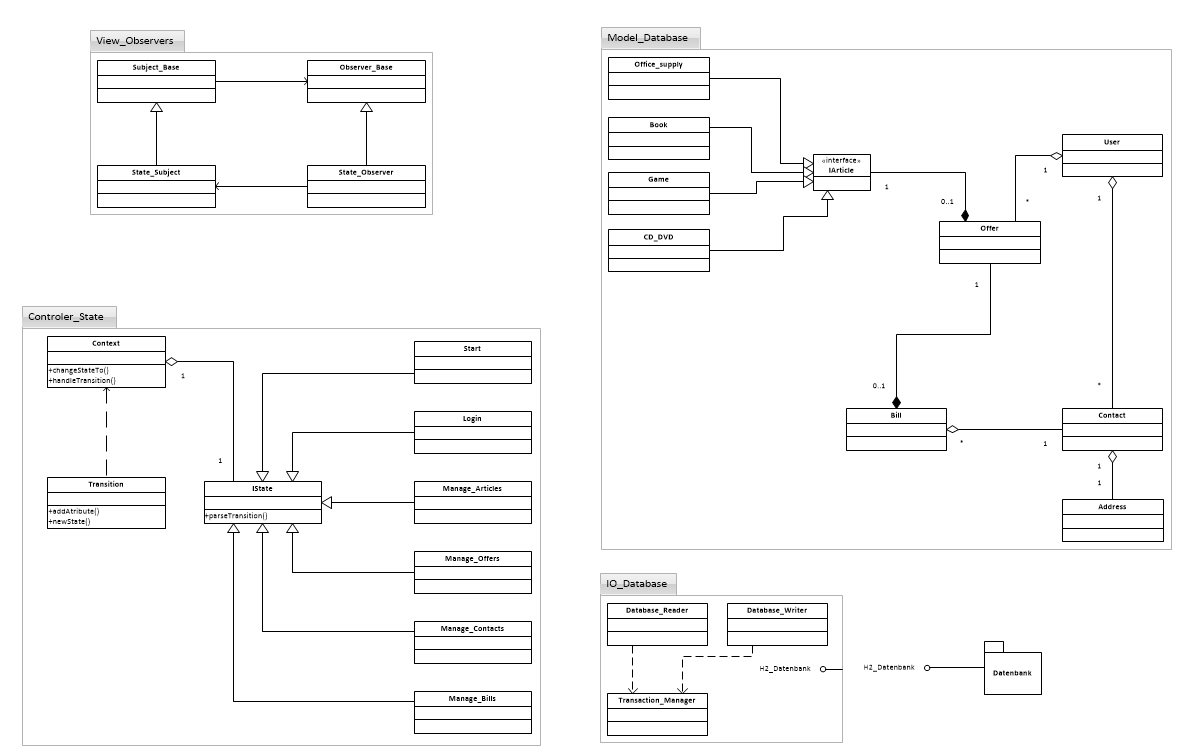 View_Observers
Subject_Base
Observer_Base
State_Subject
State_Observer
Model_Database
Office_supply
Book
Game
CD_DVD
«interface»
IArticle
1
0..1
User
1
1
*
Offer
1
0..1
Bill
*
1
*
Contact
1
1
Address
Controler_State
Context
+changeStateTo()
+handleTransition()
1
1
Transition
+addAtribute()
+newState()
IState
+parseTransition()
Start
Login
Manage_Articles
Manage_Offers
Manage_Contacts
Manage_Bills
IO_Database
Database_Reader
Database_Writer
Transaction_Manager
H2_Datenbank
H2_Datenbank
Datenbank